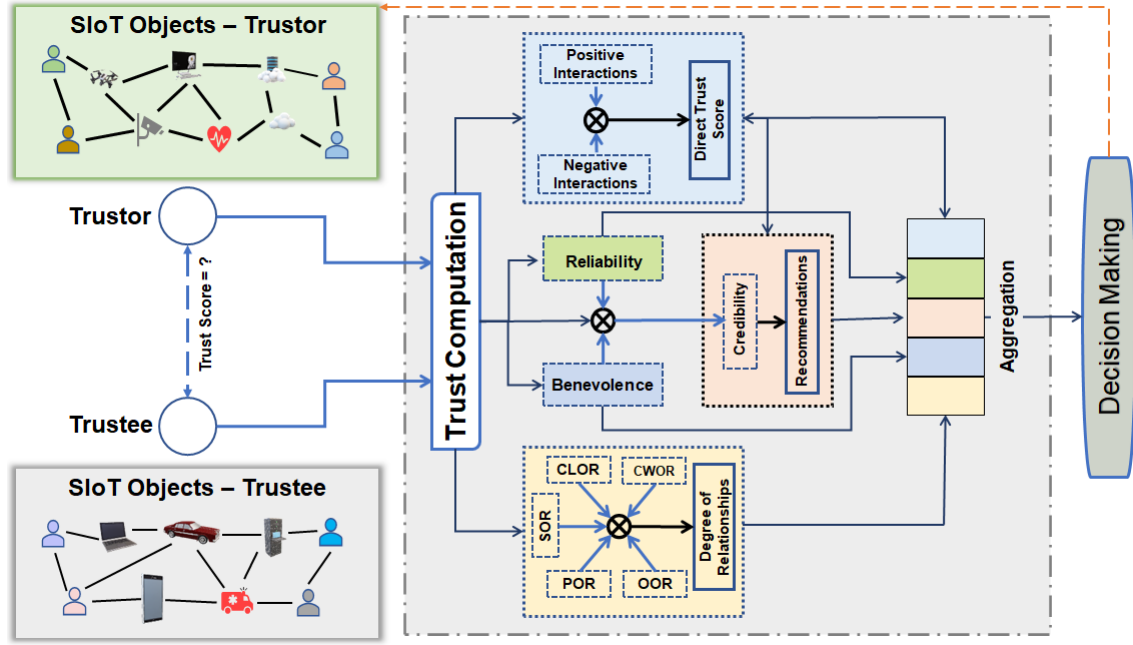 SIoT Objects – Trustor
Trustor
Trust Score = ?
Trustee
SIoT Objects – Trustee
Trust Computation
Positive
Interactions
Negative
Interactions
Direct Trust
Score
Reliability
Benevolence
Credibility
Recommendations
CLOR
CWOR
SOR
POR
OOR
Degree of
Relationships
Aggregation
Decision Making